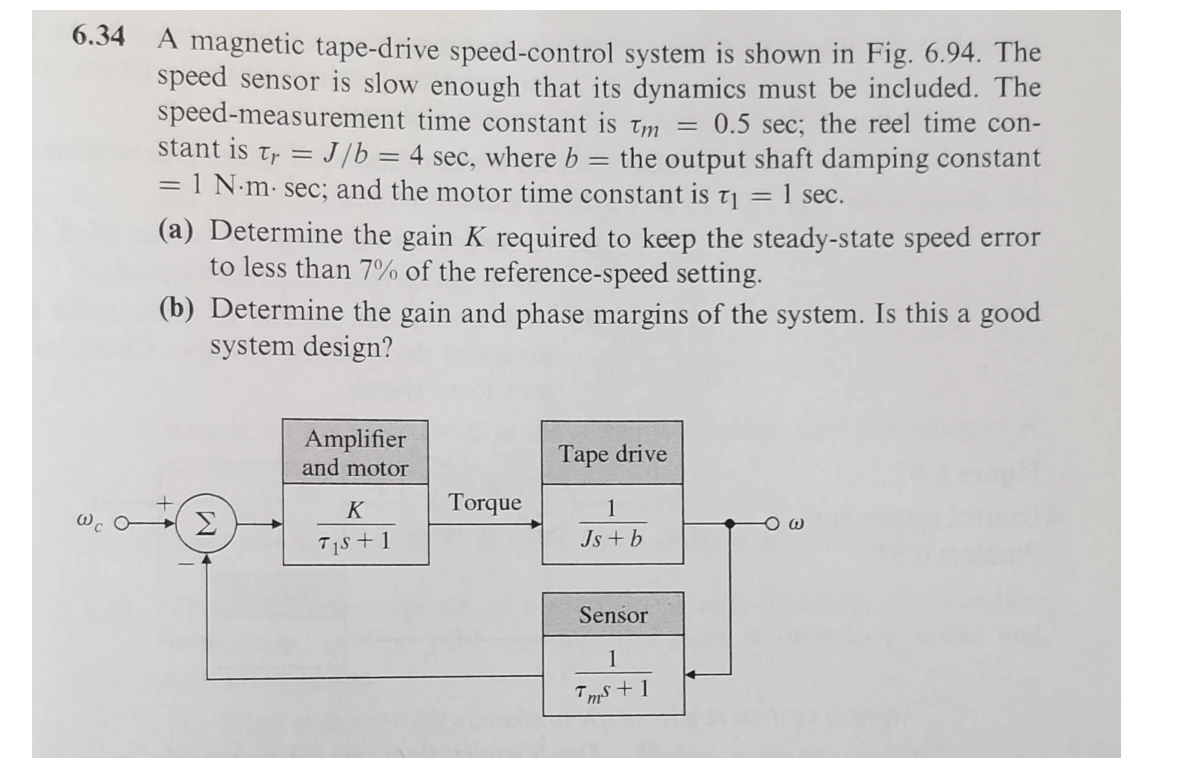 6.34 A magnetic tape-drive speed-control system is shown in Fig. 6.94. The
speed sensor is slow enough that its dynamics must be included. The
speed-measurement time constant is τm = 0.5 sec; the reel time con-
stant is τr = J/b = 4 sec, where b = the output shaft damping constant
= 1 N·m· sec; and the motor time constant is τ1 = 1 sec.
(a) Determine the gain K required to keep the steady-state speed error
to less than 7% of the reference-speed setting.
(b) Determine the gain and phase margins of the system. Is this a good
system design?
Amplifier
and motor
Tape drive
ωc
+
Σ
−
K
τ1s + 1
Torque
1
Js + b
ω
Sensor
1
τms + 1